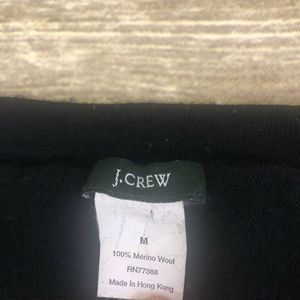 J.CREW
M
100% Merino Wool
RN77388
Made In Hong Kong